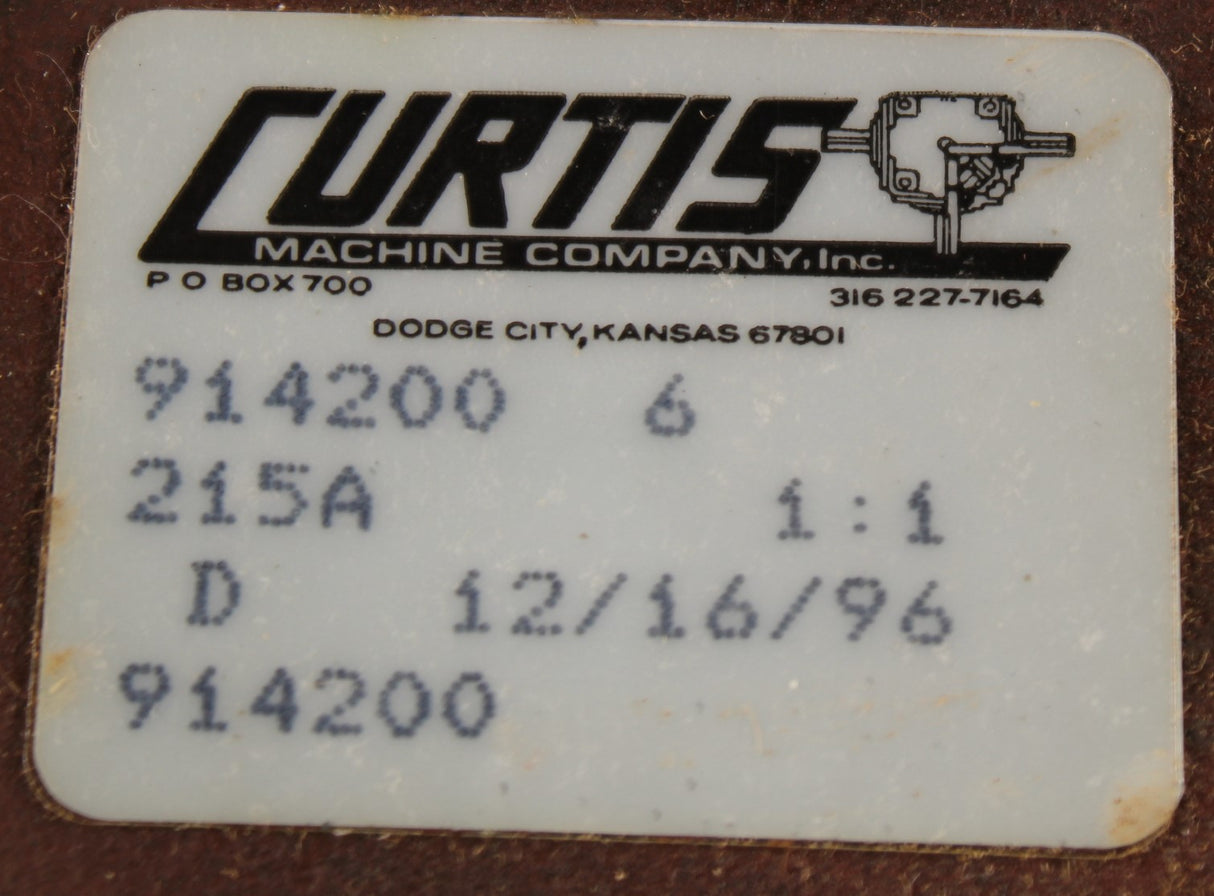 CURTIS
MACHINE COMPANY, Inc.
P O BOX 700 316 227-7164
DODGE CITY, KANSAS 67801
914200 6
215A 1:1
D 12/16/96
914200